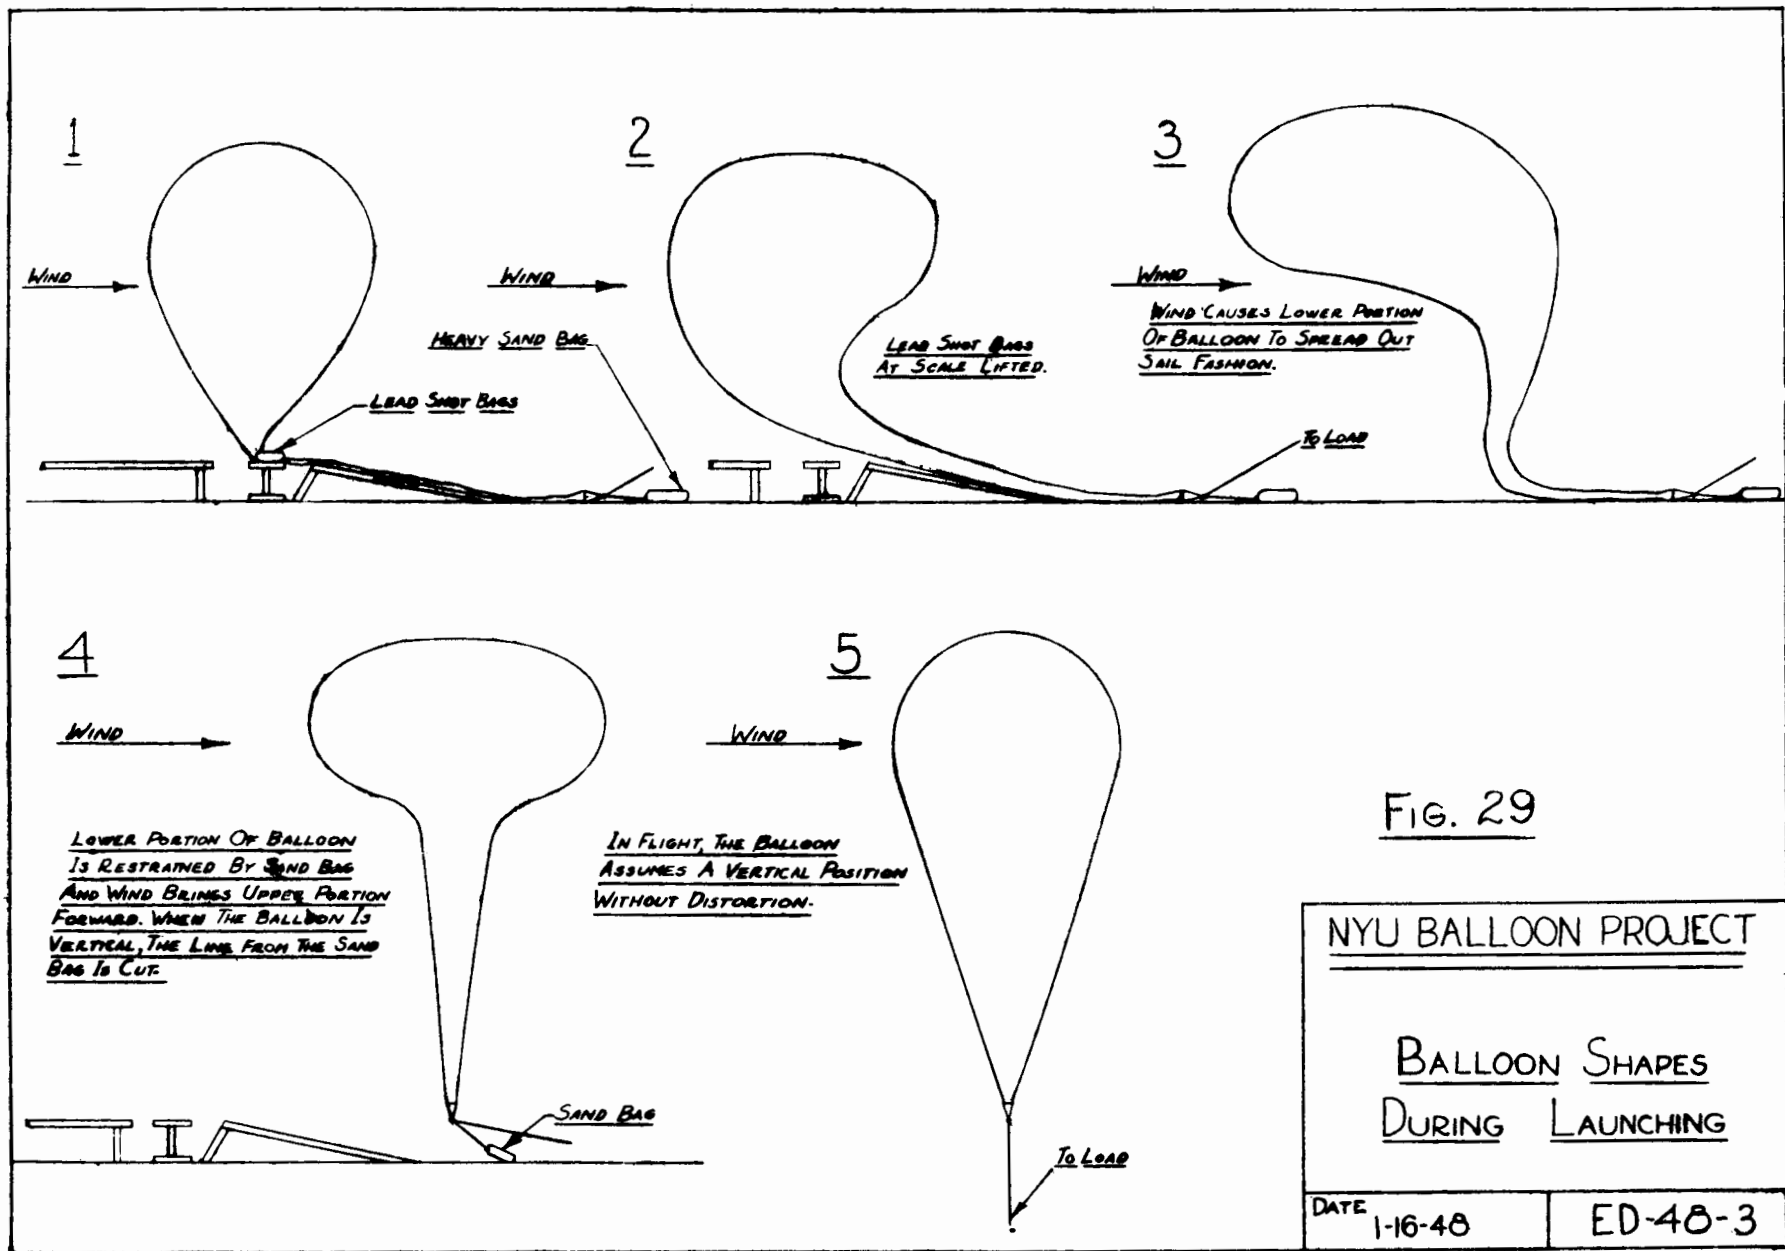 1
WIND
LEAD SHOT BAGS
HEAVY SAND BAG
2
WIND
LEAD SHOT BAGS
AT SCALE LIFTED.
TO LOAD
3
WIND
WIND CAUSES LOWER PORTION
OF BALLOON TO SPREAD OUT
SAIL FASHION.
4
WIND
LOWER PORTION OF BALLOON
IS RESTRAINED BY SAND BAG
AND WIND BRINGS UPPER PORTION
FORWARD. WHEN THE BALLOON IS
VERTICAL, THE LINE FROM THE SAND
BAG IS CUT.
SAND BAG
5
WIND
IN FLIGHT, THE BALLOON
ASSUMES A VERTICAL POSITION
WITHOUT DISTORTION.
TO LOAD
FIG. 29
NYU BALLOON PROJECT
BALLOON SHAPES
DURING LAUNCHING
DATE 1-16-48
ED-48-3